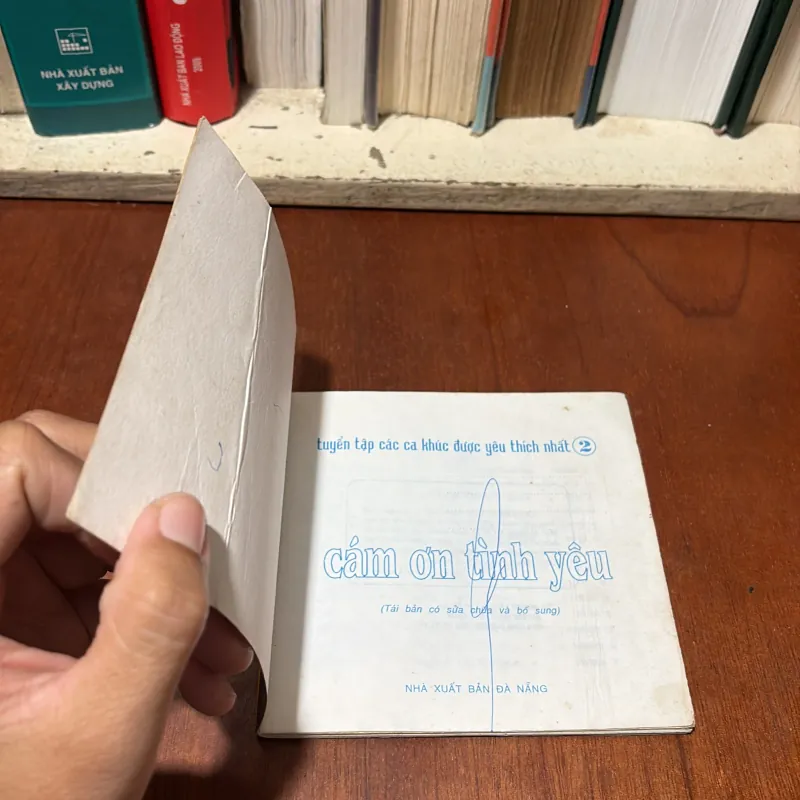 NHÀ XUẤT BẢN
XÂY DỰNG
NHÀ XUẤT BẢN LAO ĐỘNG
tuyển tập các ca khúc được yêu thích nhất 2
cám ơn tình yêu
(Tái bản có sửa chữa và bổ sung)
NHÀ XUẤT BẢN ĐÀ NẴNG